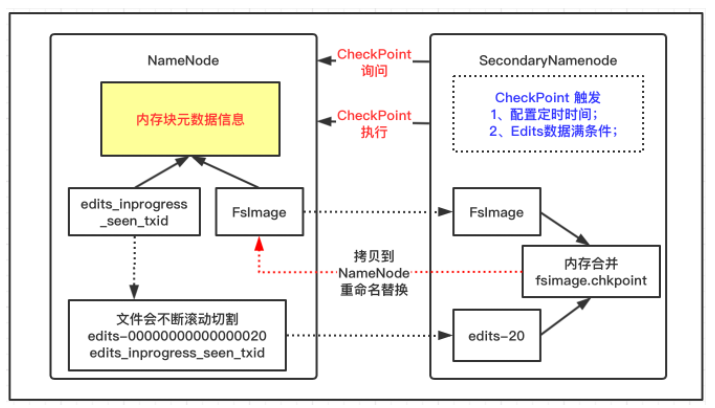 NameNode
内存块元数据信息
edits_inprogress
_seen_txid
FsImage
文件会不断滚动切割
edits-00000000000000020
edits_inprogress_seen_txid
CheckPoint
询问
CheckPoint
执行
拷贝到
NameNode
重命名替换
SecondaryNamenode
CheckPoint 触发
1、配置定时时间；
2、Edits数据满条件；
FsImage
内存合并
fsimage.chkpoint
edits-20